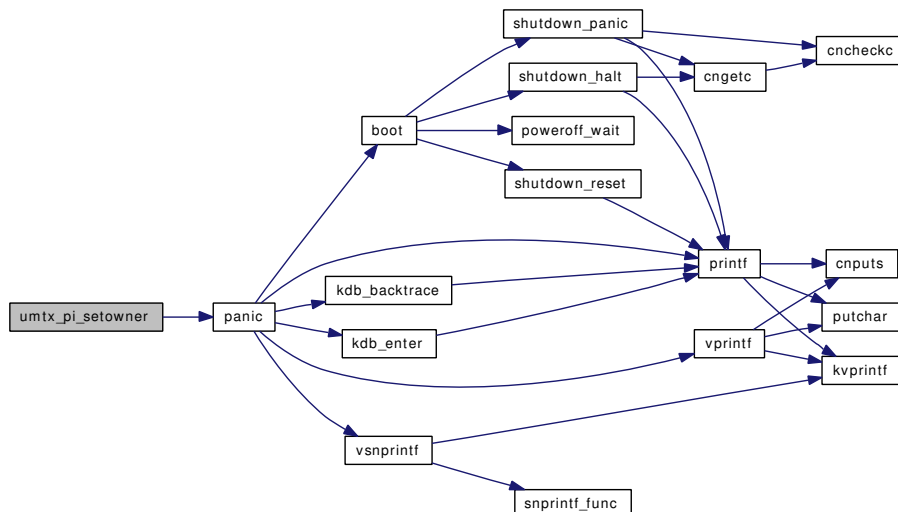 shutdown_panic
cncheckc
shutdown_halt
cngetc
boot
poweroff_wait
shutdown_reset
printf
cnputs
kdb_backtrace
umtx_pi_setowner
panic
putchar
kdb_enter
vprintf
kvprintf
vsnprintf
snprintf_func